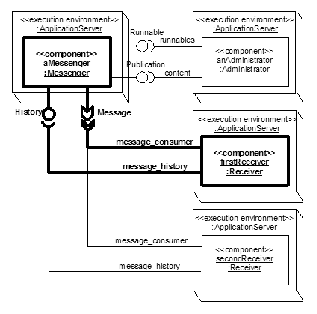 <<execution environment>>
:ApplicationServer
<<component>>
aMessenger
:Messenger
Runnable
runnables
Publication
content
<<execution environment>>
:ApplicationServer
<<component>>
anAdministrator
:Administrator
History
Message
message_consumer
message_history
<<execution environment>>
:ApplicationServer
<<component>>
firstReceiver
:Receiver
message_consumer
message_history
<<execution environment>>
:ApplicationServer
<<component>>
secondReceiver
:Receiver